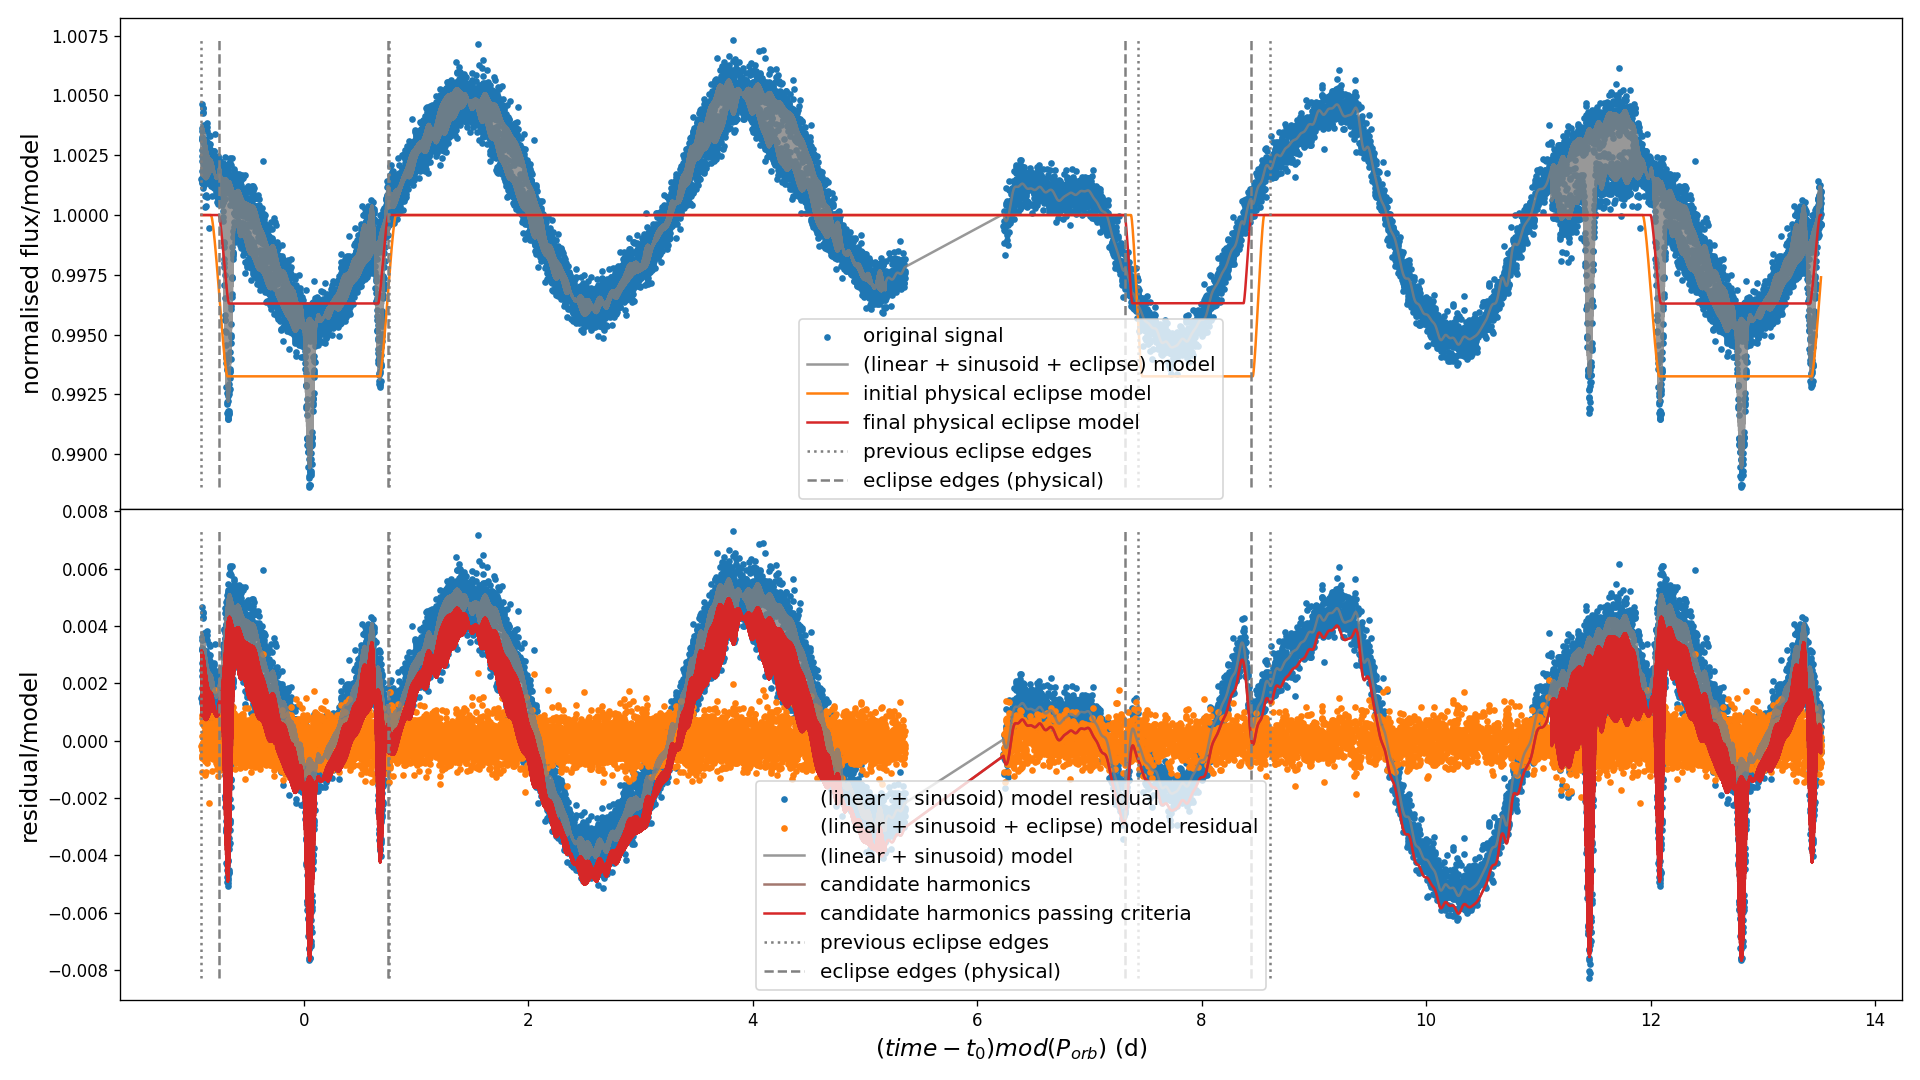 normalised flux/model
1.0075
1.0050
1.0025
1.0000
0.9975
0.9950
0.9925
0.9900
original signal
(linear + sinusoid + eclipse) model
initial physical eclipse model
final physical eclipse model
previous eclipse edges
eclipse edges (physical)
residual/model
0.008
0.006
0.004
0.002
0.000
−0.002
−0.004
−0.006
−0.008
(linear + sinusoid) model residual
(linear + sinusoid + eclipse) model residual
(linear + sinusoid) model
candidate harmonics
candidate harmonics passing criteria
previous eclipse edges
eclipse edges (physical)
0 2 4 6 8 10 12 14
(time − t₀)mod(P_orb) (d)